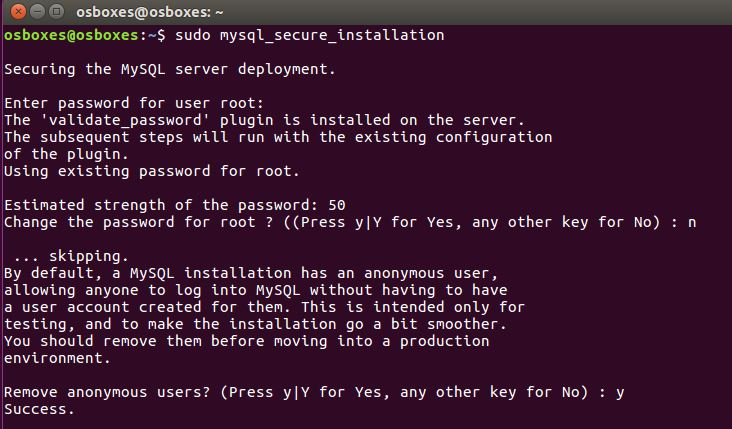 osboxes@osboxes: ~
osboxes@osboxes:~$ sudo mysql_secure_installation
Securing the MySQL server deployment.
Enter password for user root:
The 'validate_password' plugin is installed on the server.
The subsequent steps will run with the existing configuration
of the plugin.
Using existing password for root.
Estimated strength of the password: 50
Change the password for root ? ((Press y|Y for Yes, any other key for No) : n
... skipping.
By default, a MySQL installation has an anonymous user,
allowing anyone to log into MySQL without having to have
a user account created for them. This is intended only for
testing, and to make the installation go a bit smoother.
You should remove them before moving into a production
environment.
Remove anonymous users? (Press y|Y for Yes, any other key for No) : y
Success.